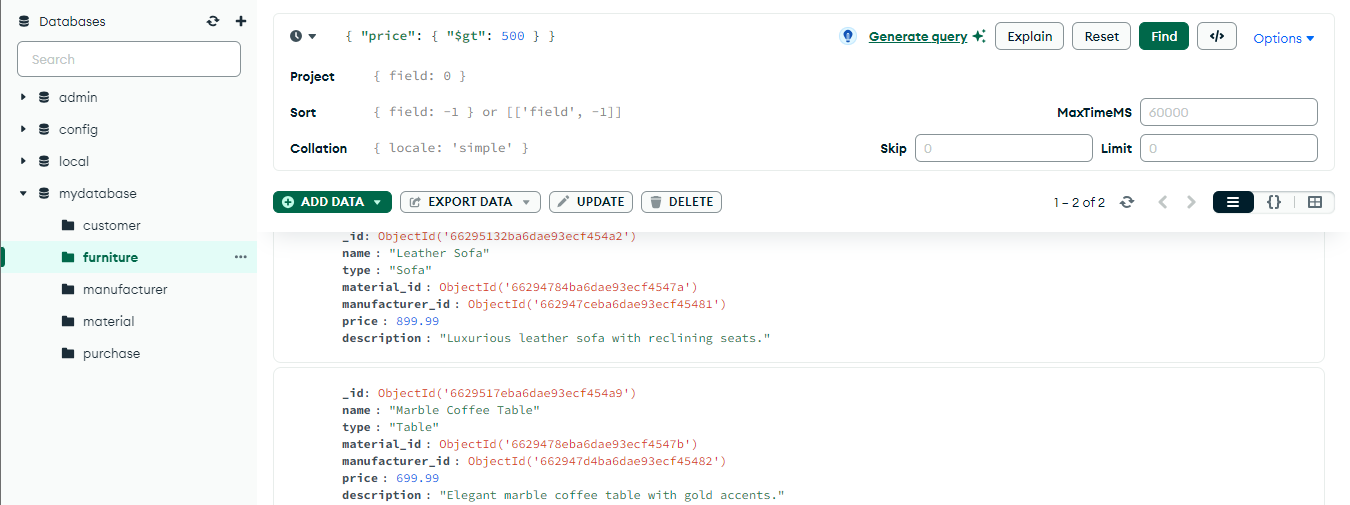 Databases
Search
admin
config
local
mydatabase
customer
furniture
manufacturer
material
purchase
{ "price": { "$gt": 500 } }
Generate query
Explain
Reset
Find
</>
Options
Project
{ field: 0 }
Sort
{ field: -1 } or [['field', -1]]
MaxTimeMS
60000
Collation
{ locale: 'simple' }
Skip
0
Limit
0
ADD DATA
EXPORT DATA
UPDATE
DELETE
1 – 2 of 2
{}
_id: ObjectId('66295132ba6dae93ecf454a2')
name : "Leather Sofa"
type : "Sofa"
material_id : ObjectId('66294784ba6dae93ecf4547a')
manufacturer_id : ObjectId('662947ceba6dae93ecf45481')
price : 899.99
description : "Luxurious leather sofa with reclining seats."
_id: ObjectId('6629517eba6dae93ecf454a9')
name : "Marble Coffee Table"
type : "Table"
material_id : ObjectId('6629478eba6dae93ecf4547b')
manufacturer_id : ObjectId('662947d4ba6dae93ecf45482')
price : 699.99
description : "Elegant marble coffee table with gold accents."